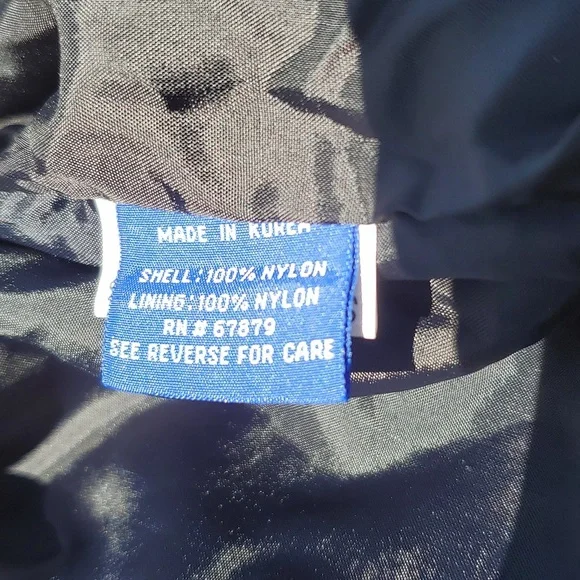 MADE IN KOREA
SHELL: 100% NYLON
LINING: 100% NYLON
RN # 67879
SEE REVERSE FOR CARE